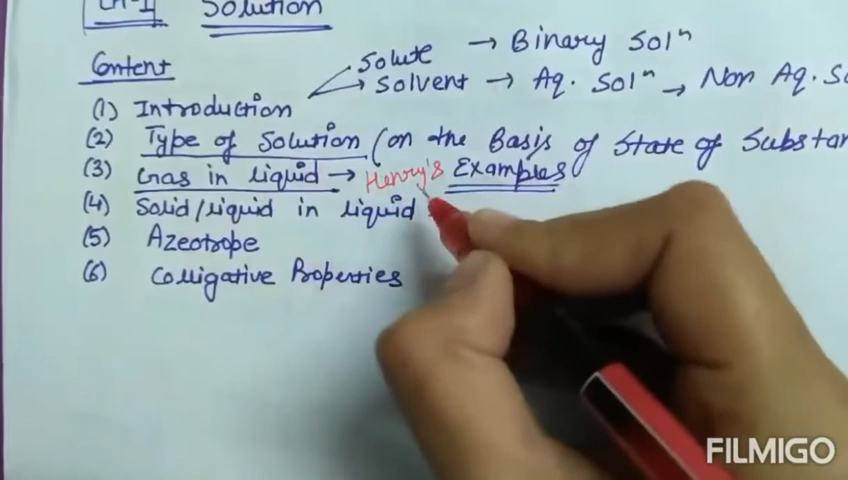 CH-1 Solution
Content
Solute → Binary Solⁿ
Solvent → Aq. Solⁿ → Non Aq. So
(1) Introduction
(2) Type of Solution (on the Basis of State of Substan
(3) Gas in liquid → Henry's Examples
(4) Solid/liquid in liquid
(5) Azeotrope
(6) Colligative Properties
FILMIGO